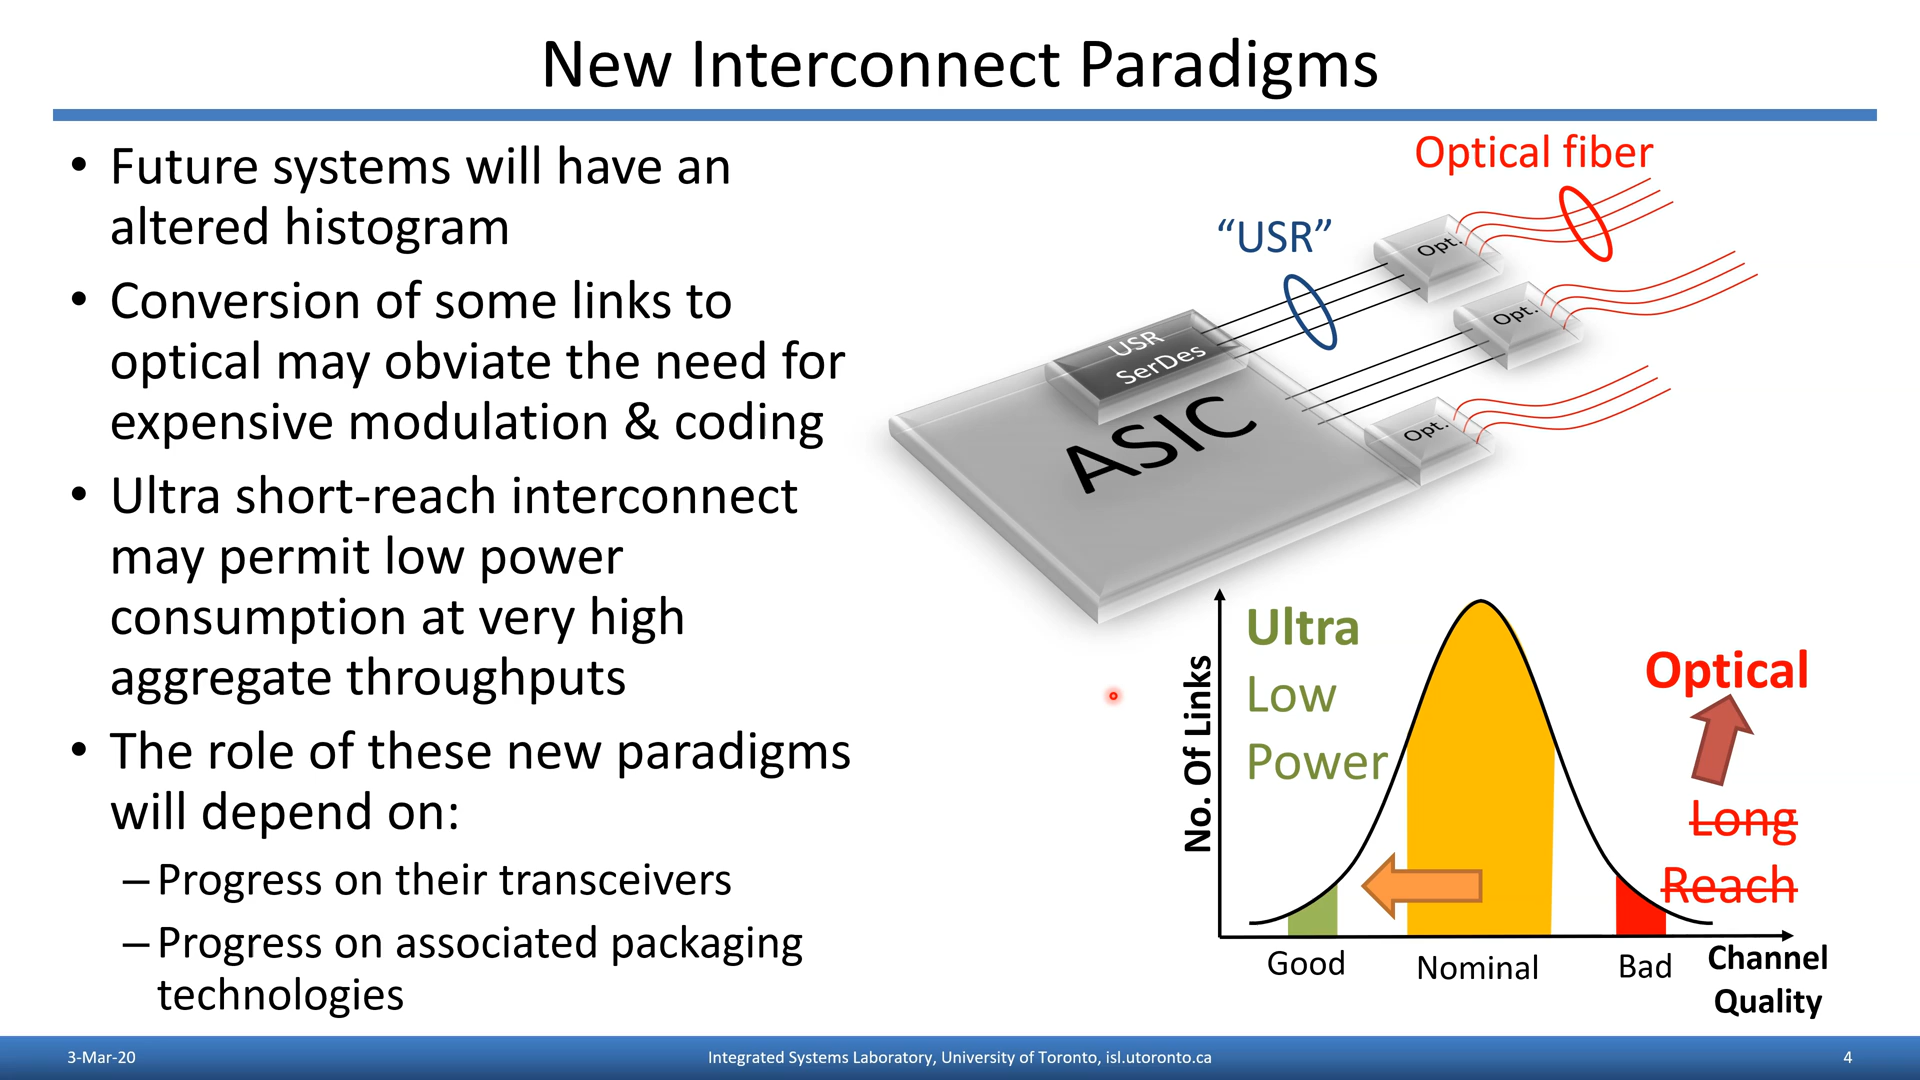 New Interconnect Paradigms
• Future systems will have an
altered histogram
• Conversion of some links to
optical may obviate the need for
expensive modulation & coding
• Ultra short-reach interconnect
may permit low power
consumption at very high
aggregate throughputs
• The role of these new paradigms
will depend on:
– Progress on their transceivers
– Progress on associated packaging
technologies
Optical fiber
“USR”
Opt.
Opt.
Opt.
USR
SerDes
ASIC
No. Of Links
Ultra
Low
Power
Optical
Long
Reach
Good
Nominal
Bad
Channel
Quality
3-Mar-20
Integrated Systems Laboratory, University of Toronto, isl.utoronto.ca
4